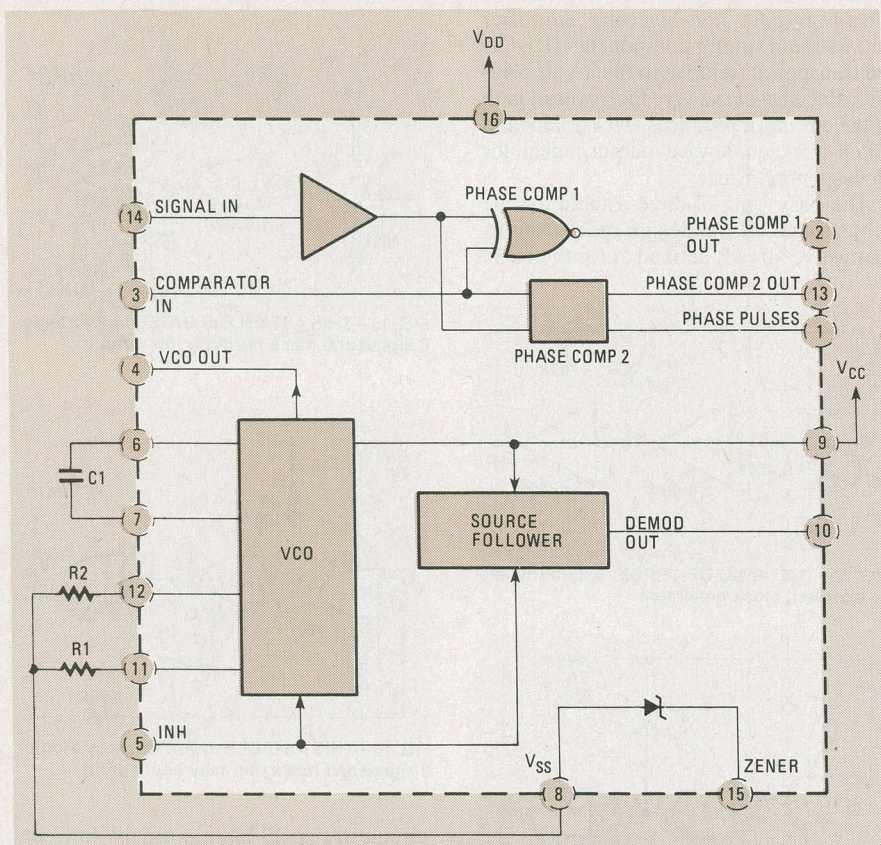 VDD
16
PHASE COMP 1
14 SIGNAL IN
PHASE COMP 1
OUT
2
3 COMPARATOR
IN
PHASE COMP 2 OUT 13
PHASE PULSES 1
PHASE COMP 2
4 VCO OUT
VCC
6
9
C1
7
VCO
SOURCE
FOLLOWER
DEMOD
OUT
10
R2
12
R1
11
5 INH
VSS
ZENER
8
15